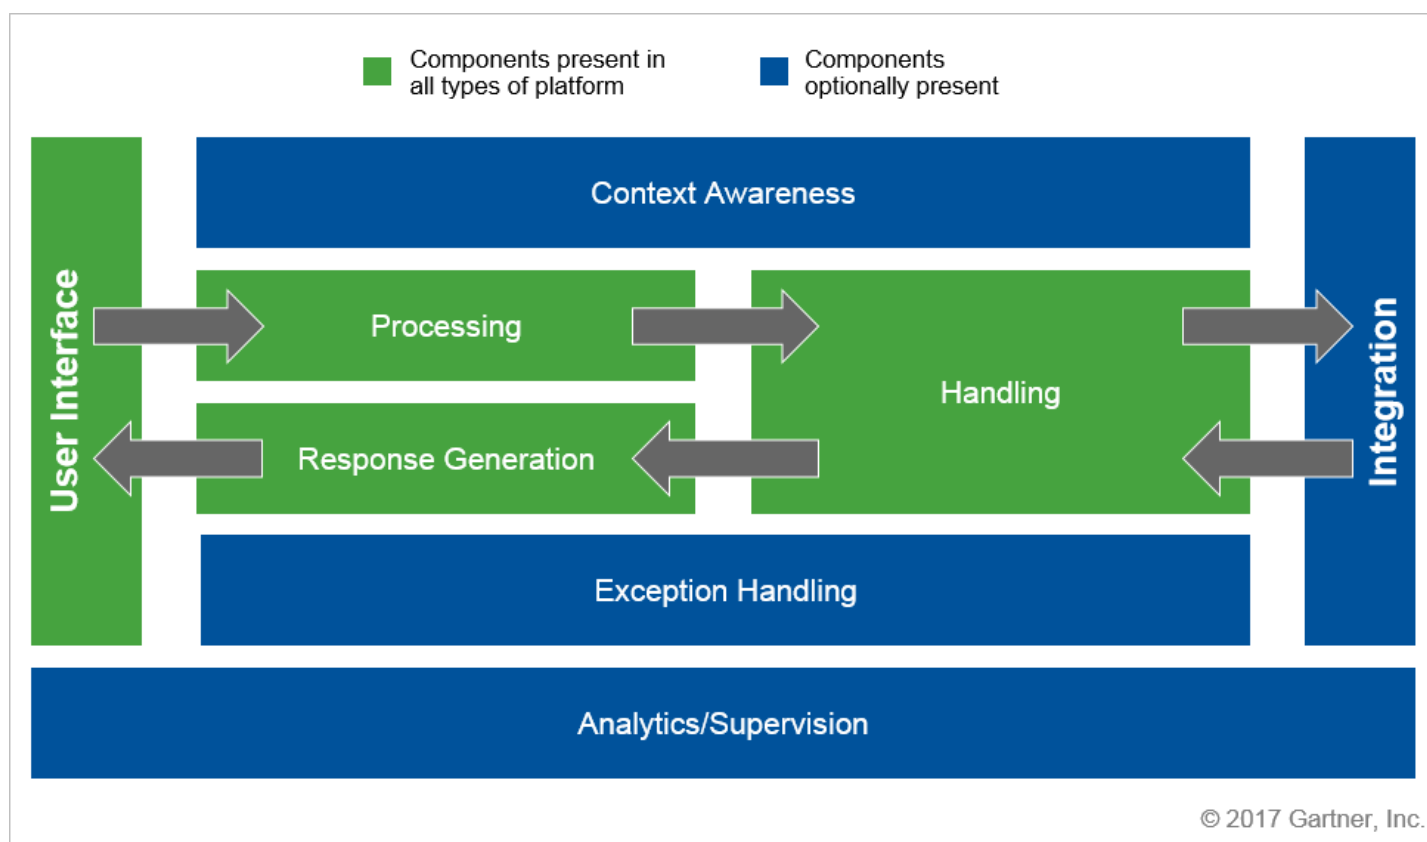 Components present in
all types of platform
Components
optionally present
User Interface
Context Awareness
Processing
Handling
Response Generation
Exception Handling
Integration
Analytics/Supervision
© 2017 Gartner, Inc.